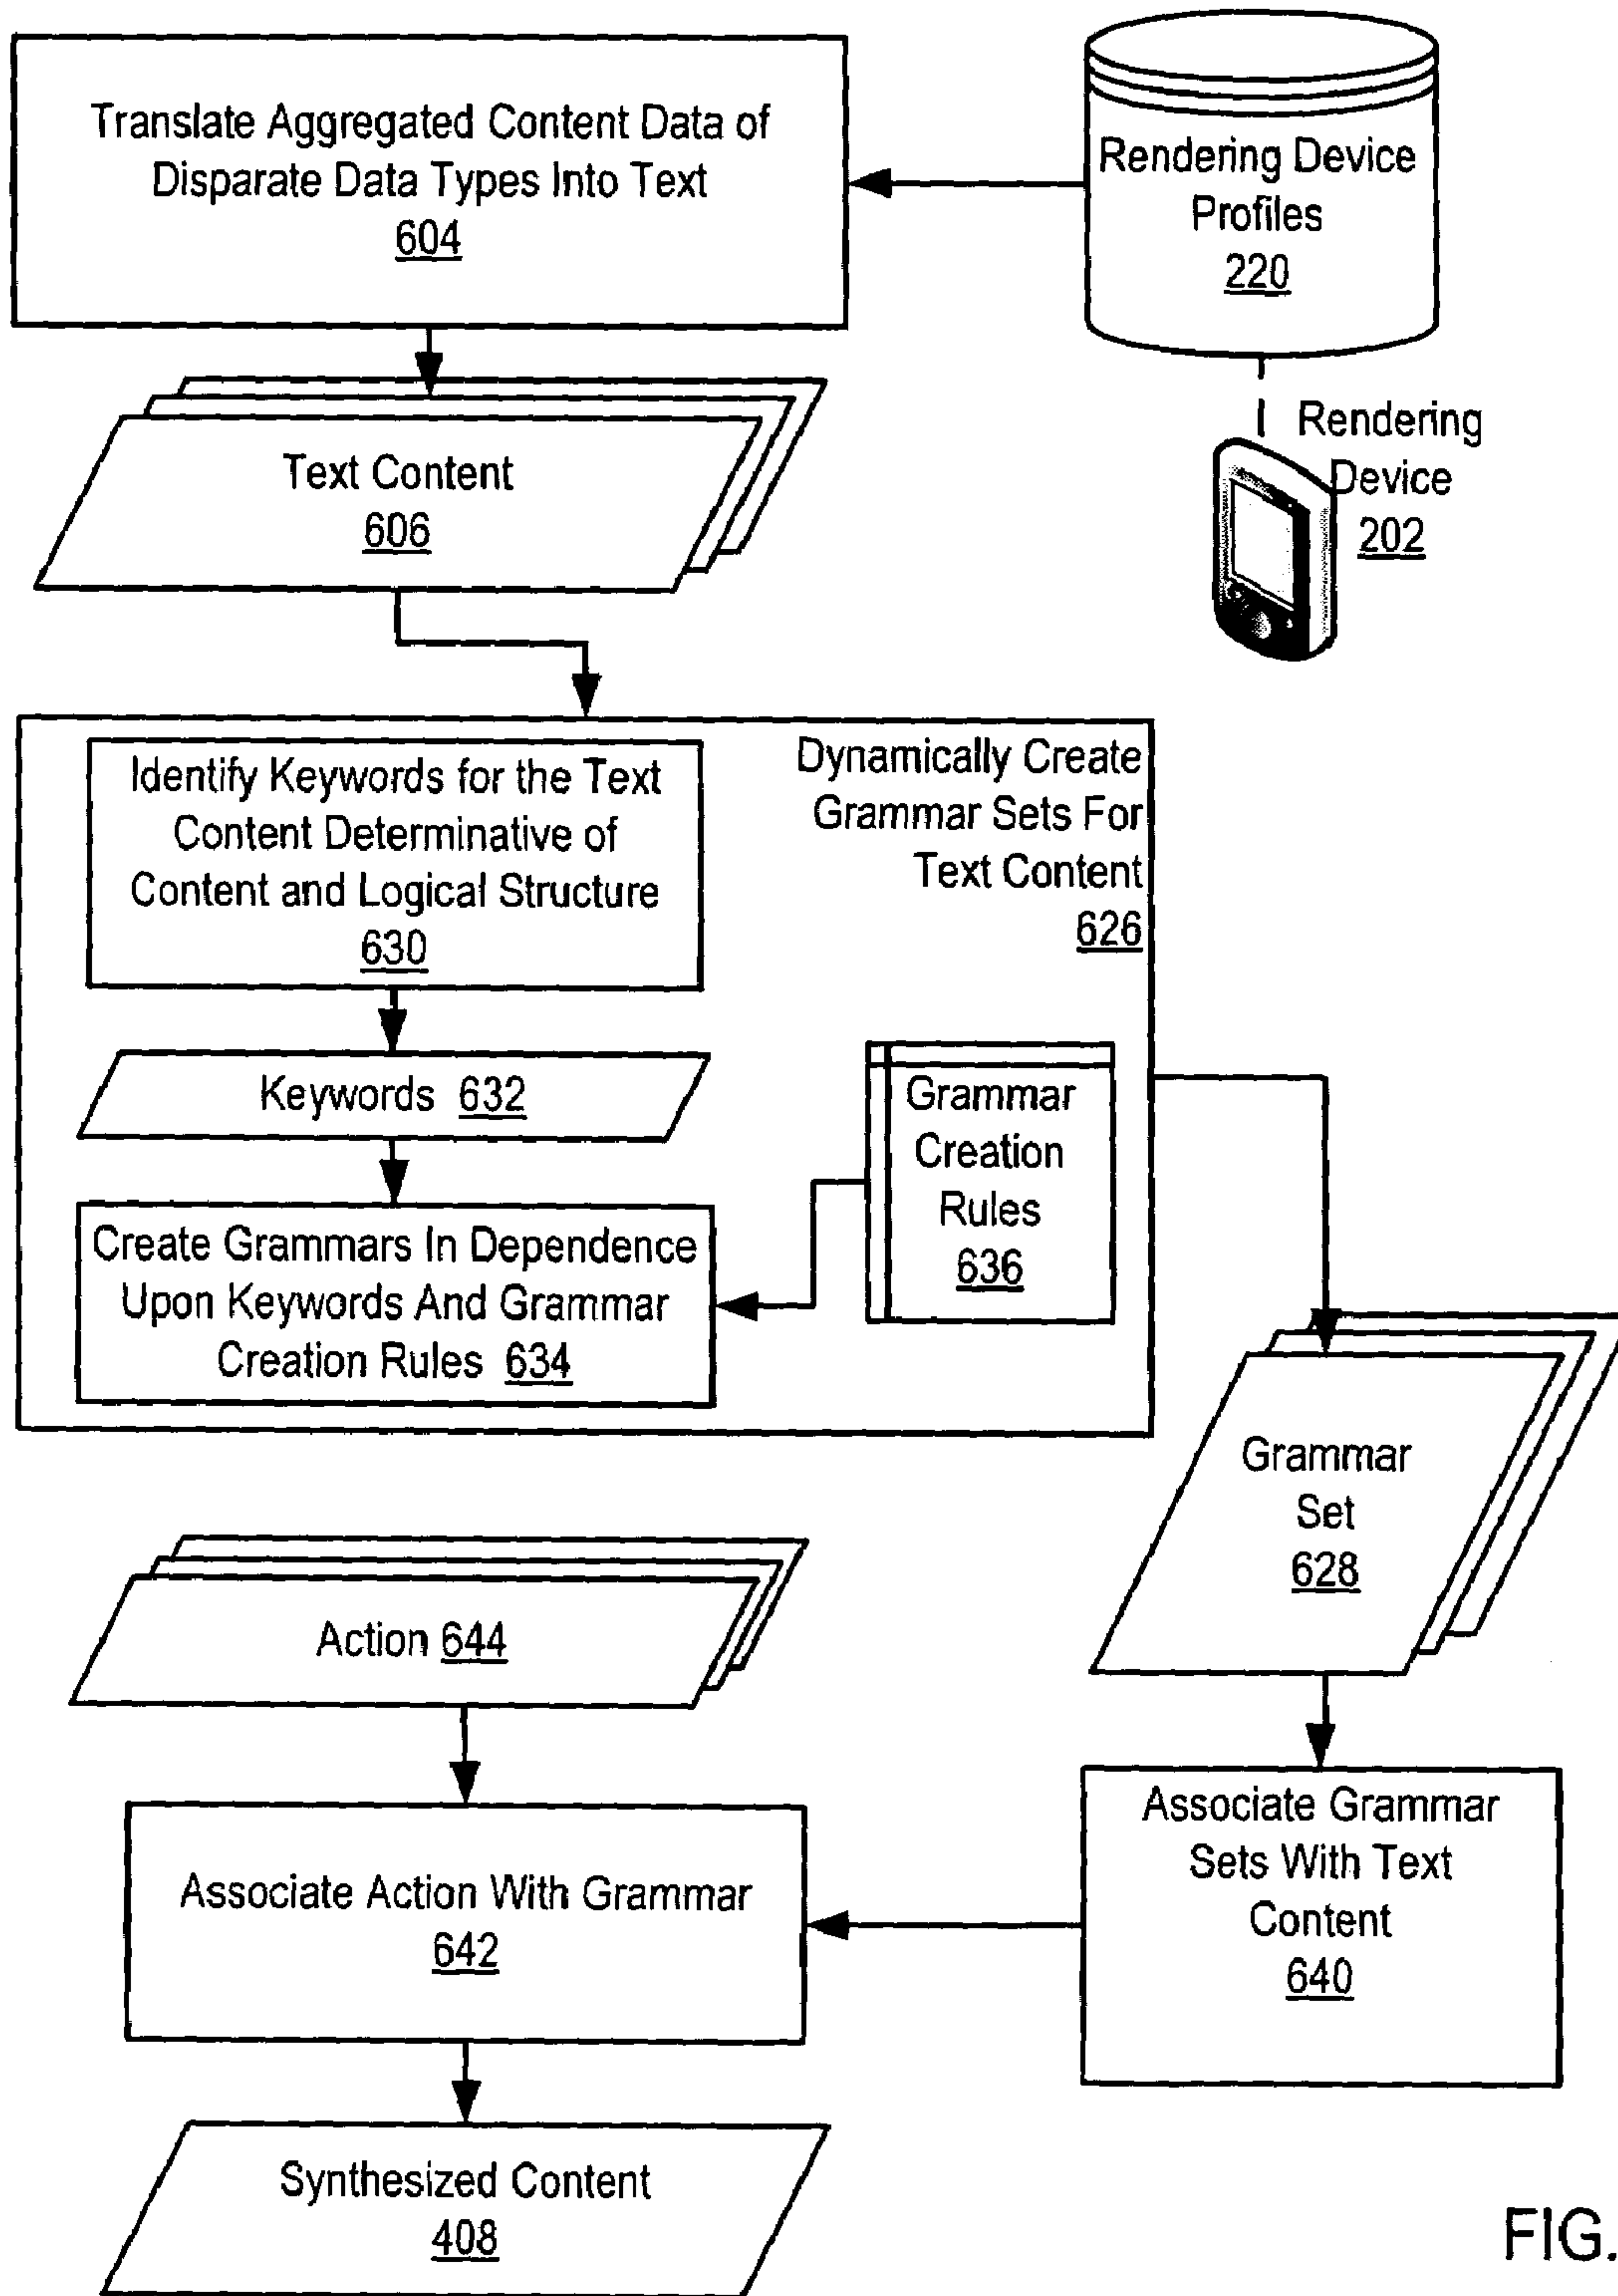 Translate Aggregated Content Data of
Disparate Data Types Into Text
604
Rendering Device
Profiles
220
Rendering
Device
202
Text Content
606
Dynamically Create
Grammar Sets For
Text Content
626
Identify Keywords for the Text
Content Determinative of
Content and Logical Structure
630
Keywords 632
Grammar
Creation
Rules
636
Create Grammars In Dependence
Upon Keywords And Grammar
Creation Rules 634
Grammar
Set
628
Action 644
Associate Grammar
Sets With Text
Content
640
Associate Action With Grammar
642
Synthesized Content
408
FIG.